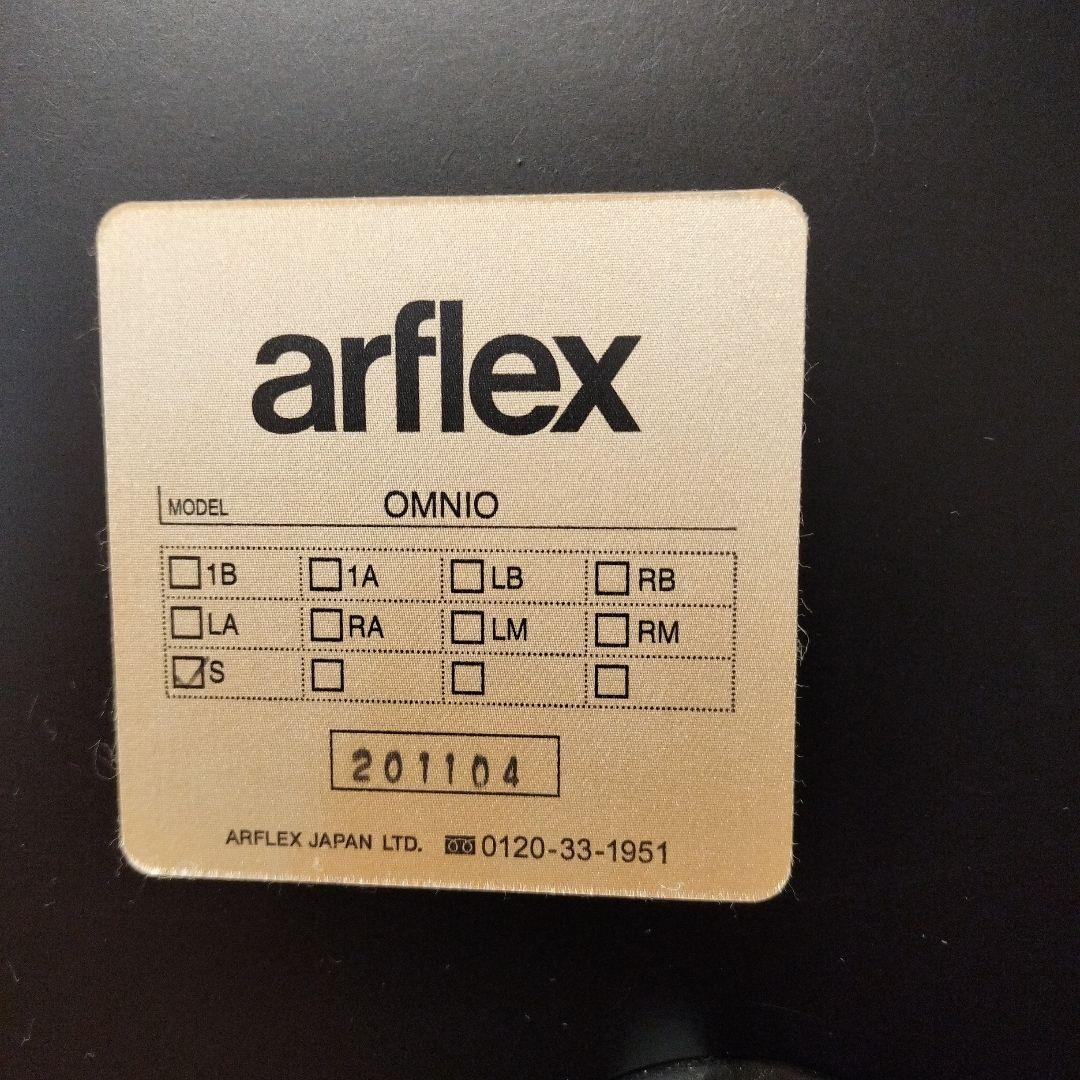 arflex
MODEL OMNIO
☐1B ☐1A ☐LB ☐RB
☐LA ☐RA ☐LM ☐RM
☑S ☐ ☐ ☐
201104
ARFLEX JAPAN LTD. 0120-33-1951